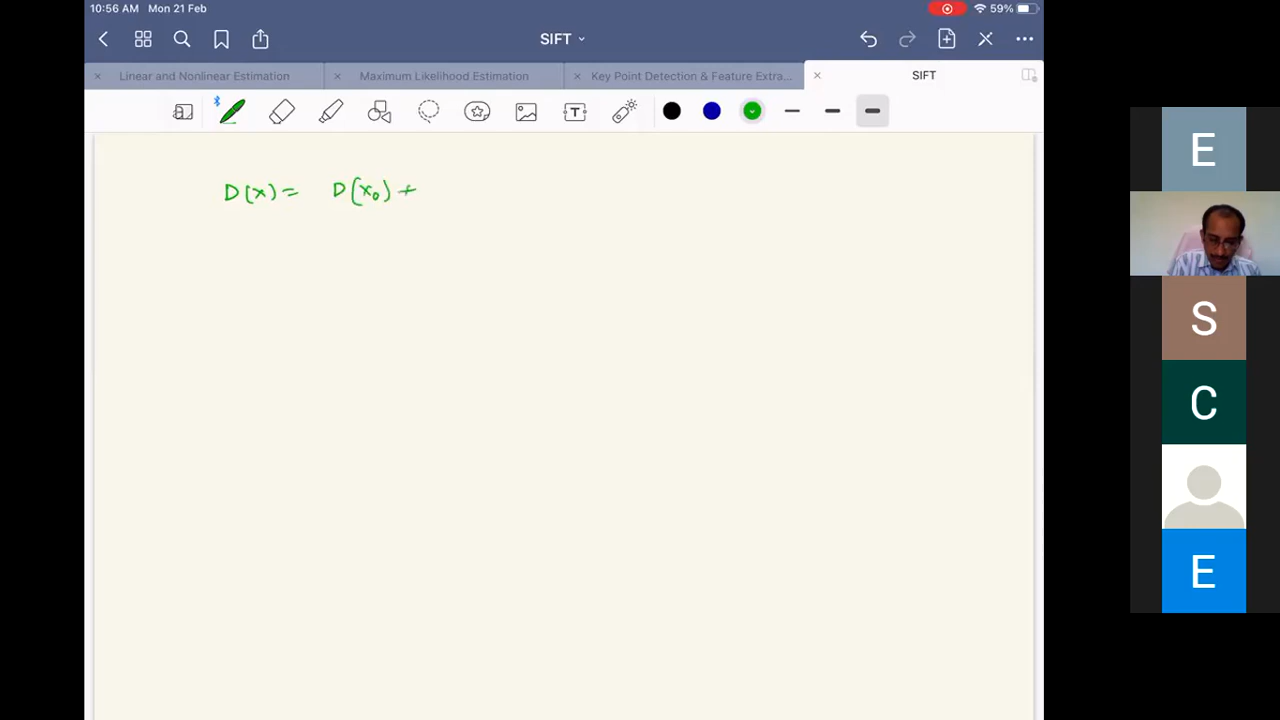 10:56 AM Mon 21 Feb
59%
SIFT
Linear and Nonlinear Estimation
Maximum Likelihood Estimation
Key Point Detection & Feature Extra...
SIFT
T
D(x) = D(x₀) +
E
S
C
E